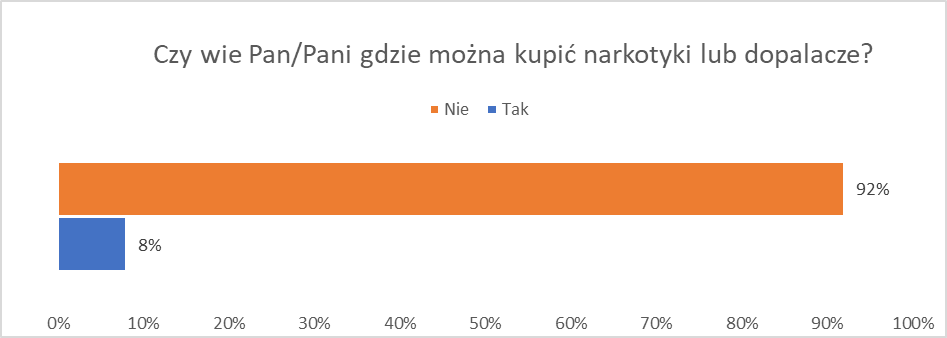 Czy wie Pan/Pani gdzie można kupić narkotyki lub dopalacze?
Nie Tak
92%
8%
0% 10% 20% 30% 40% 50% 60% 70% 80% 90% 100%